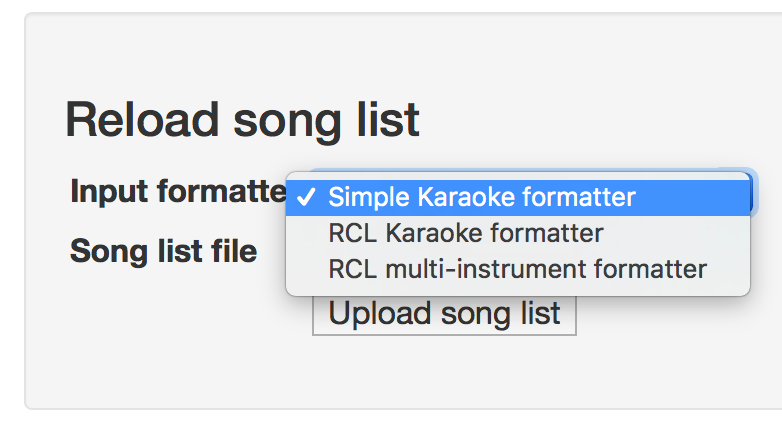 Reload song list
Input formatte
✓ Simple Karaoke formatter
RCL Karaoke formatter
Song list file
RCL multi-instrument formatter
Upload song list